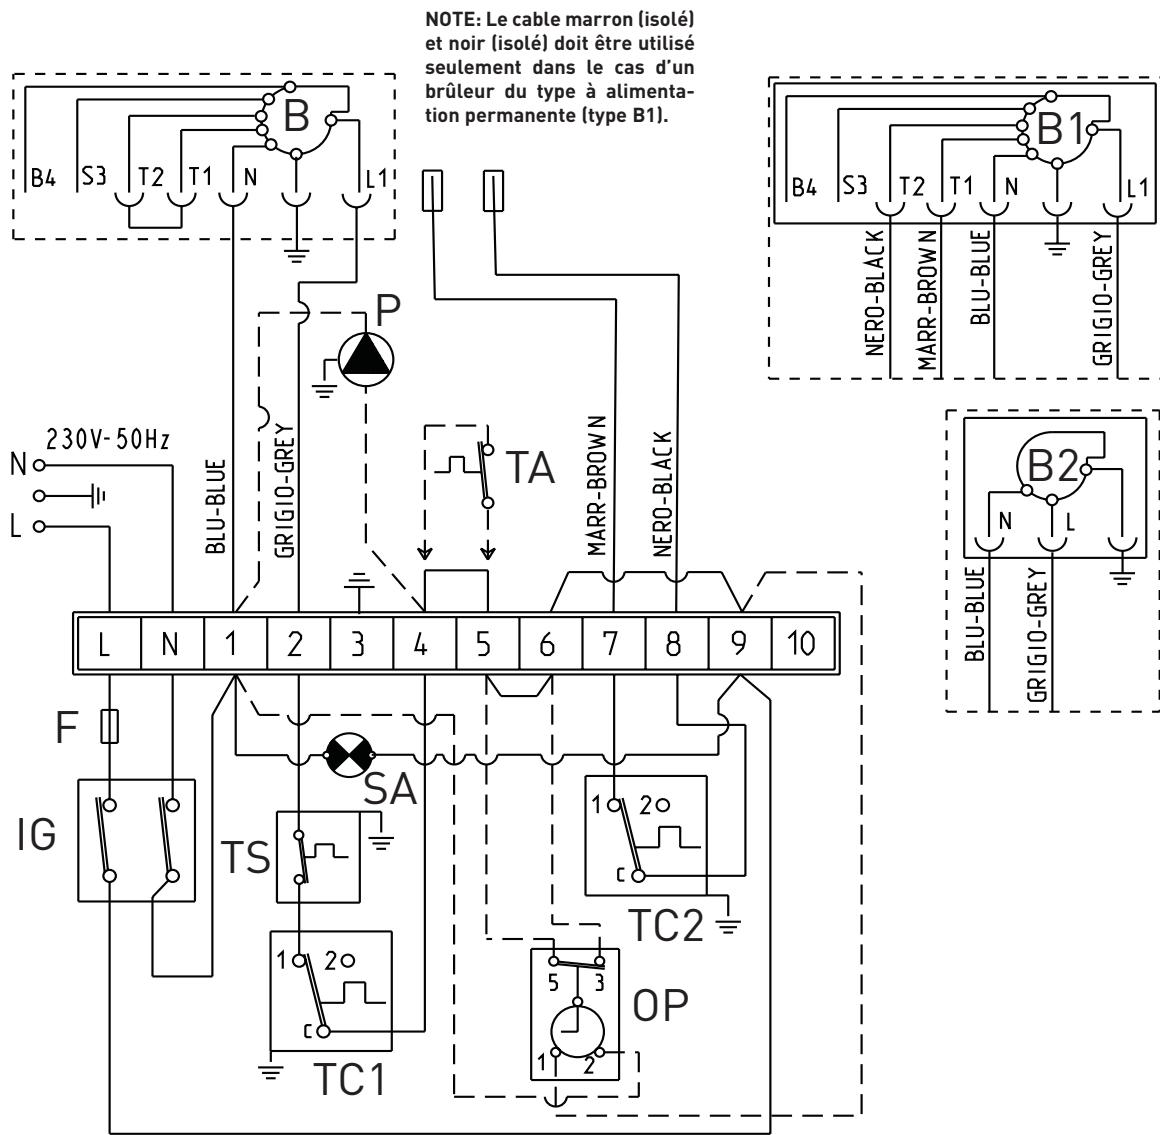 NOTE: Le cable marron (isolé)
et noir (isolé) doit être utilisé
seulement dans le cas d'un
brûleur du type à alimenta-
tion permanente (type B1).
B
B4 S3 T2 T1 N L1
B1
B4 S3 T2 T1 N L1
NERO-BLACK
MARR-BROWN
BLU-BLUE
GRIGIO-GREY
P
230V-50Hz
N
L
BLU-BLUE
GRIGIO-GREY
TA
MARR-BROWN
NERO-BLACK
B2
N L
BLU-BLUE
GRIGIO-GREY
L N 1 2 3 4 5 6 7 8 9 10
F
SA
IG
TS
1 2
C
TC2
1 2
C
TC1
5 3
OP
1 2